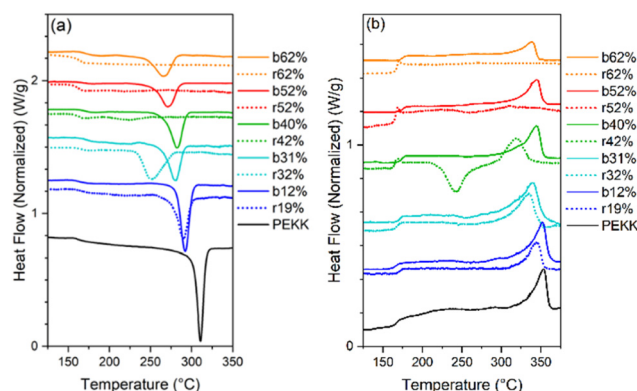 (a)
b62%
r62%
b52%
r52%
b40%
r42%
b31%
r32%
b12%
r19%
PEKK
Heat Flow (Normalized) (W/g)
0
1
2
150
200
250
300
350
Temperature (°C)
(b)
b62%
r62%
b52%
r52%
b40%
r42%
b31%
r32%
b12%
r19%
PEKK
Heat Flow (Normalized) (W/g)
0
1
150
200
250
300
350
Temperature (°C)